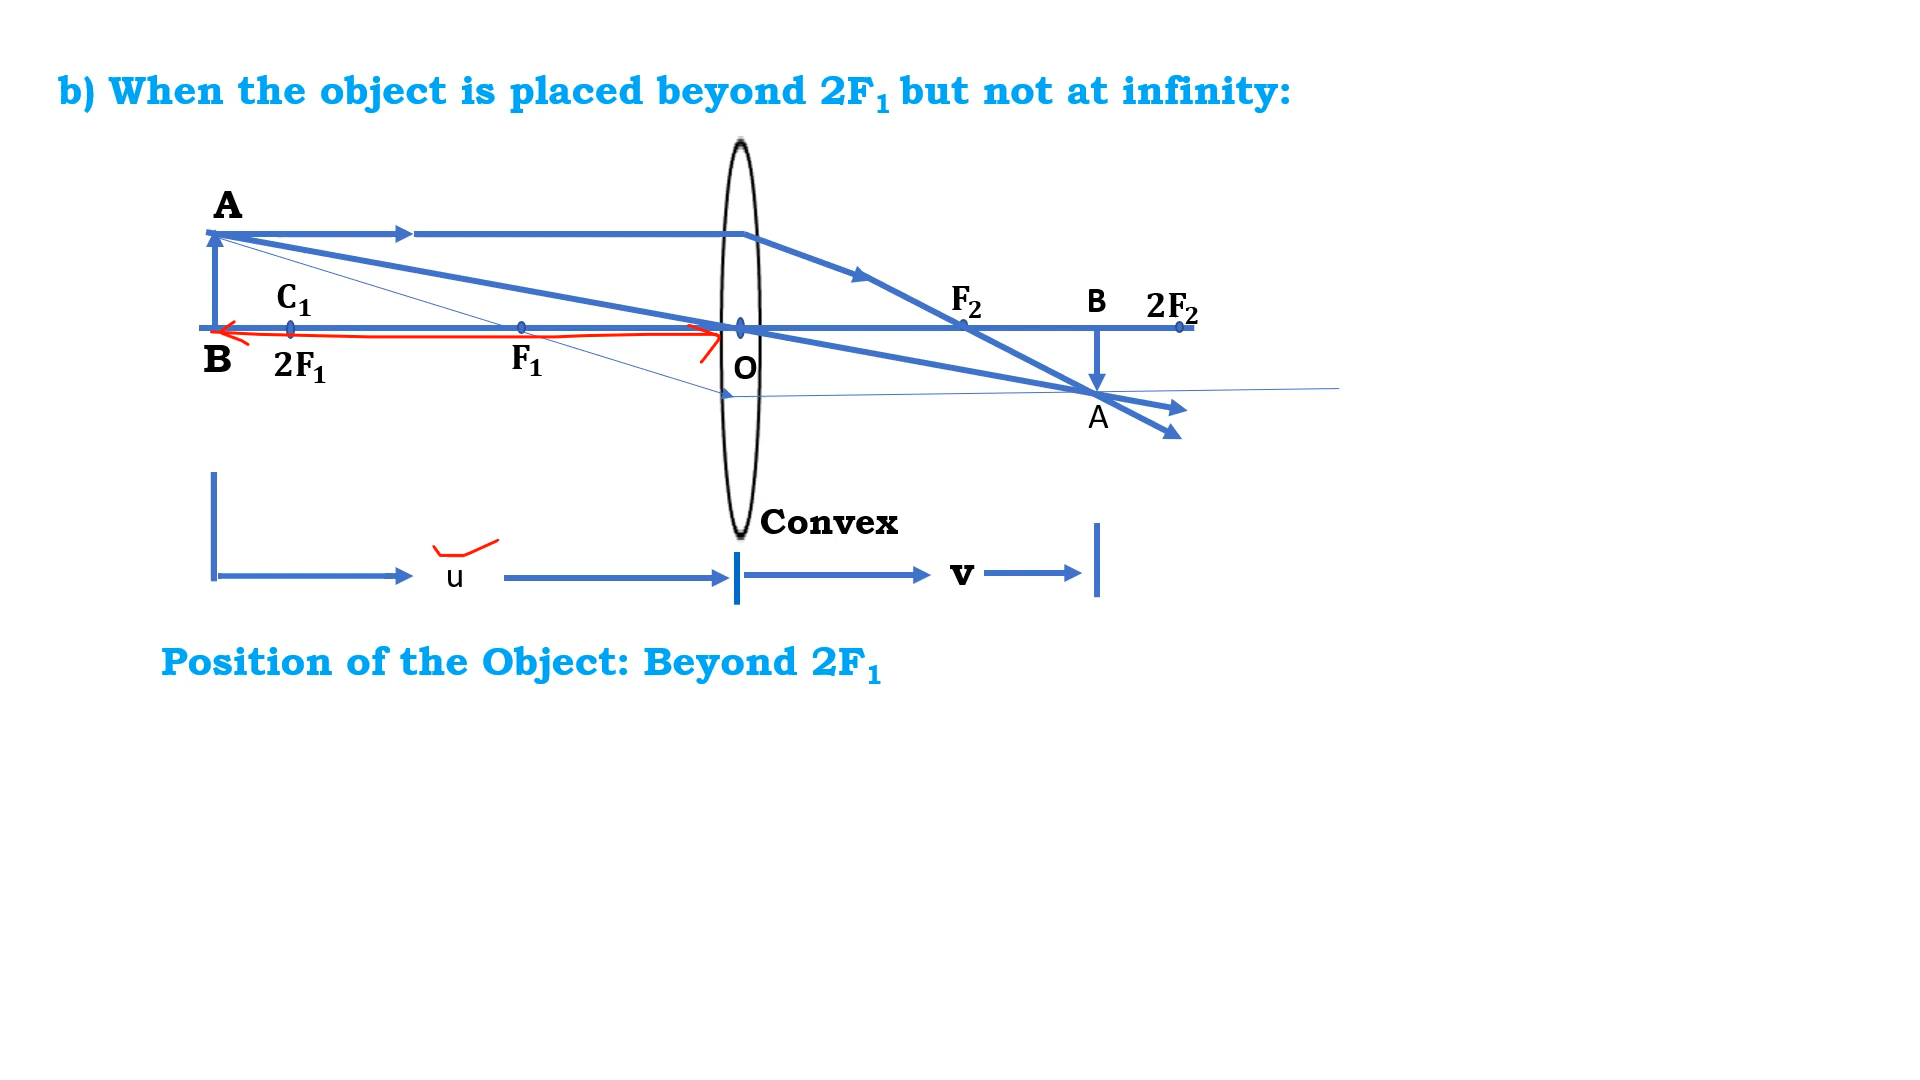 b) When the object is placed beyond 2F₁ but not at infinity:
A
C₁
F₂
B
2F₂
B
2F₁
F₁
O
A
Convex
u
v
Position of the Object: Beyond 2F₁